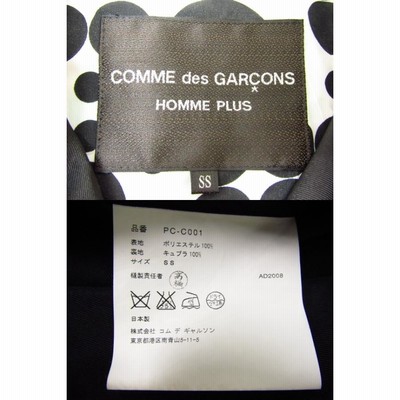 COMME des GARÇONS
HOMME PLUS
SS
品番 PC-C001
表地 ポリエステル100%
裏地 キュプラ100%
サイズ SS
縫製責任者
AD2008
日本製
株式会社 コム デ ギャルソン
東京都港区南青山5-11-5